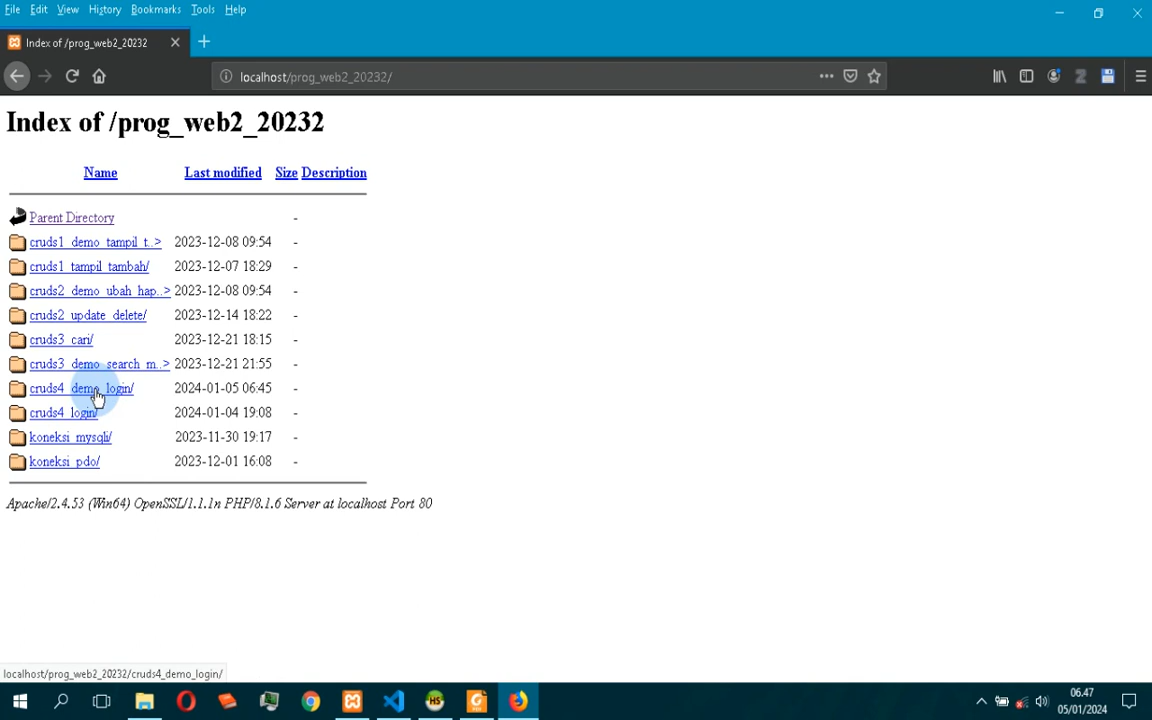 File Edit View History Bookmarks Tools Help
Index of /prog_web2_20232
localhost/prog_web2_20232/
Index of /prog_web2_20232
Name Last modified Size Description
Parent Directory -
cruds1_demo_tampil_t..> 2023-12-08 09:54 -
cruds1_tampil_tambah/ 2023-12-07 18:29 -
cruds2_demo_ubah_hap..> 2023-12-08 09:54 -
cruds2_update_delete/ 2023-12-14 18:22 -
cruds3_cari/ 2023-12-21 18:15 -
cruds3_demo_search_m..> 2023-12-21 21:55 -
cruds4_demo_login/ 2024-01-05 06:45 -
cruds4_login/ 2024-01-04 19:08 -
koneksi_mysqli/ 2023-11-30 19:17 -
koneksi_pdo/ 2023-12-01 16:08 -
Apache/2.4.53 (Win64) OpenSSL/1.1.1n PHP/8.1.6 Server at localhost Port 80
localhost/prog_web2_20232/cruds4_demo_login/
06.47
05/01/2024